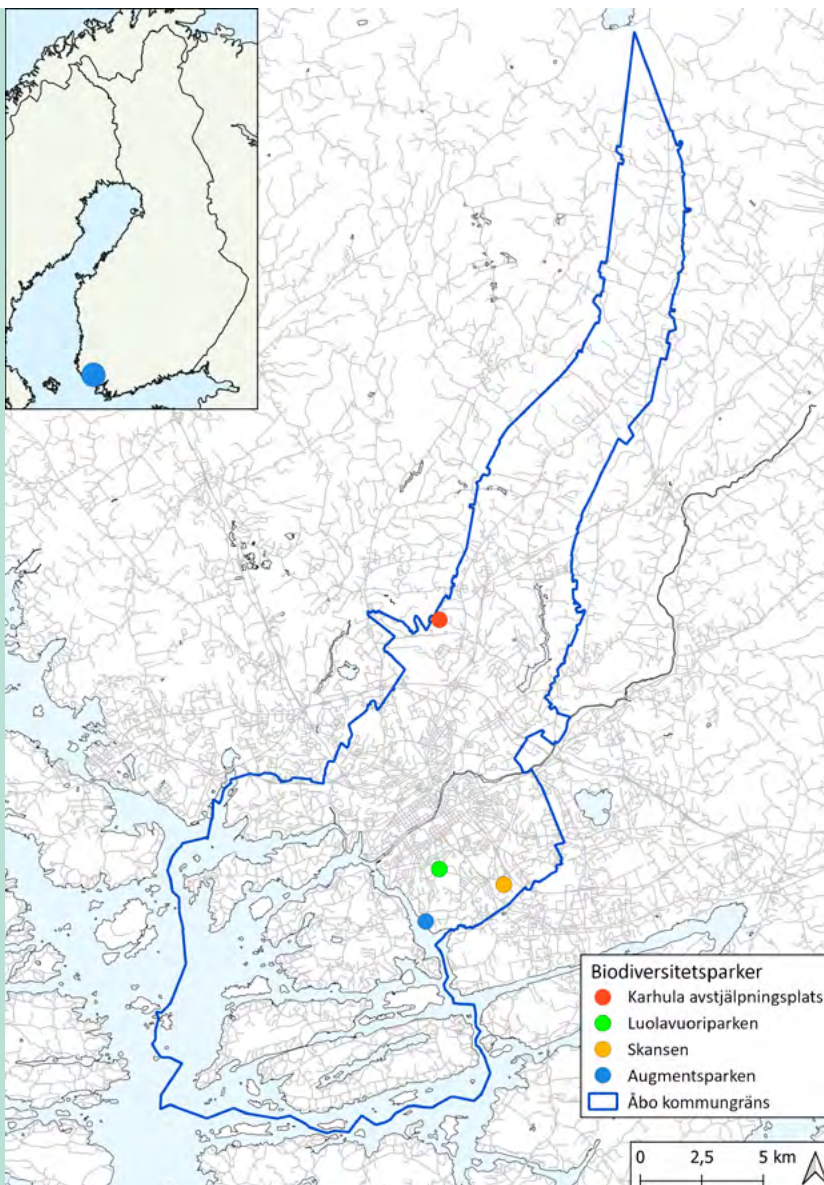 Biodiversitetsparker
Karhula avstjälpningsplats
Luolavuoriparken
Skansen
Augmentsparken
Åbo kommungräns
0 2,5 5 km